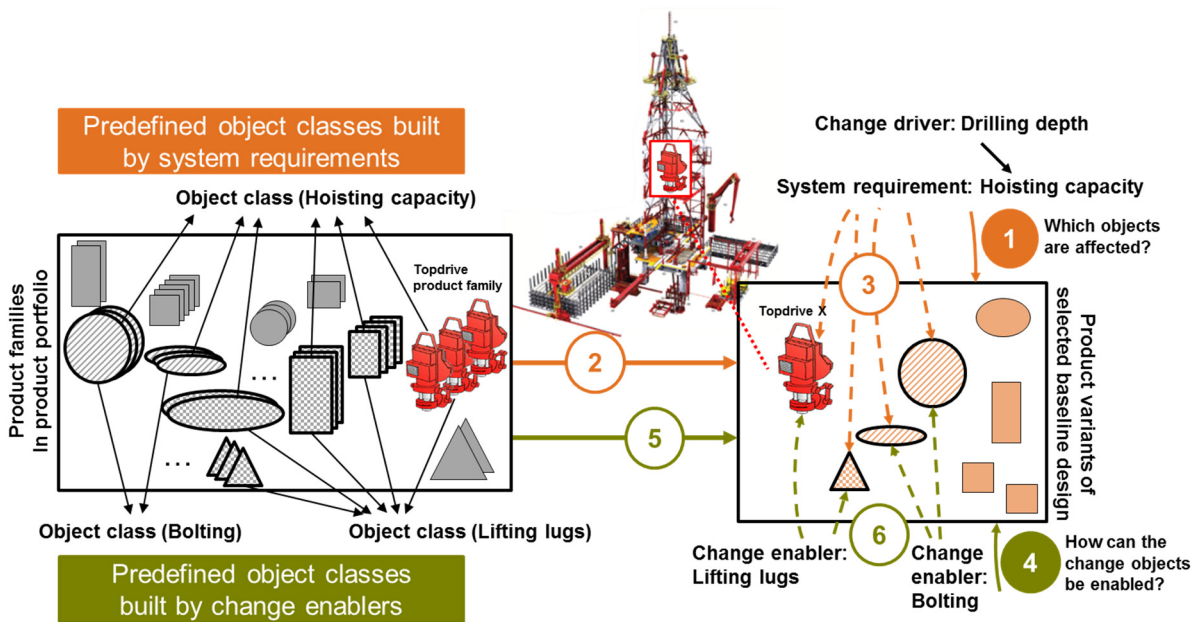 Predefined object classes built
by system requirements
Object class (Hoisting capacity)
Product families
In product portfolio
Topdrive
product family
...
...
Object class (Bolting)
Object class (Lifting lugs)
Predefined object classes
built by change enablers
2
5
Change driver: Drilling depth
System requirement: Hoisting capacity
1
Which objects
are affected?
3
Topdrive X
Product variants of
selected baseline design
6
Change enabler:
Lifting lugs
Change
enabler:
Bolting
4
How can the
change objects
be enabled?